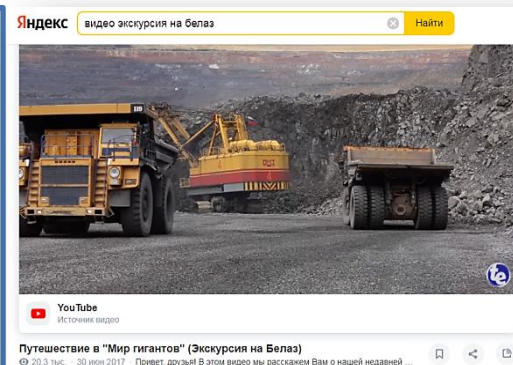 Яндекс
видео экскурсия на белаз
Найти
YouTube
Источник видео
Путешествие в "Мир гигантов" (Экскурсия на Белаз)
20,3 тыс. · 30 июн 2017 · Привет, друзья! В этом видео мы расскажем Вам о нашей недавней ...